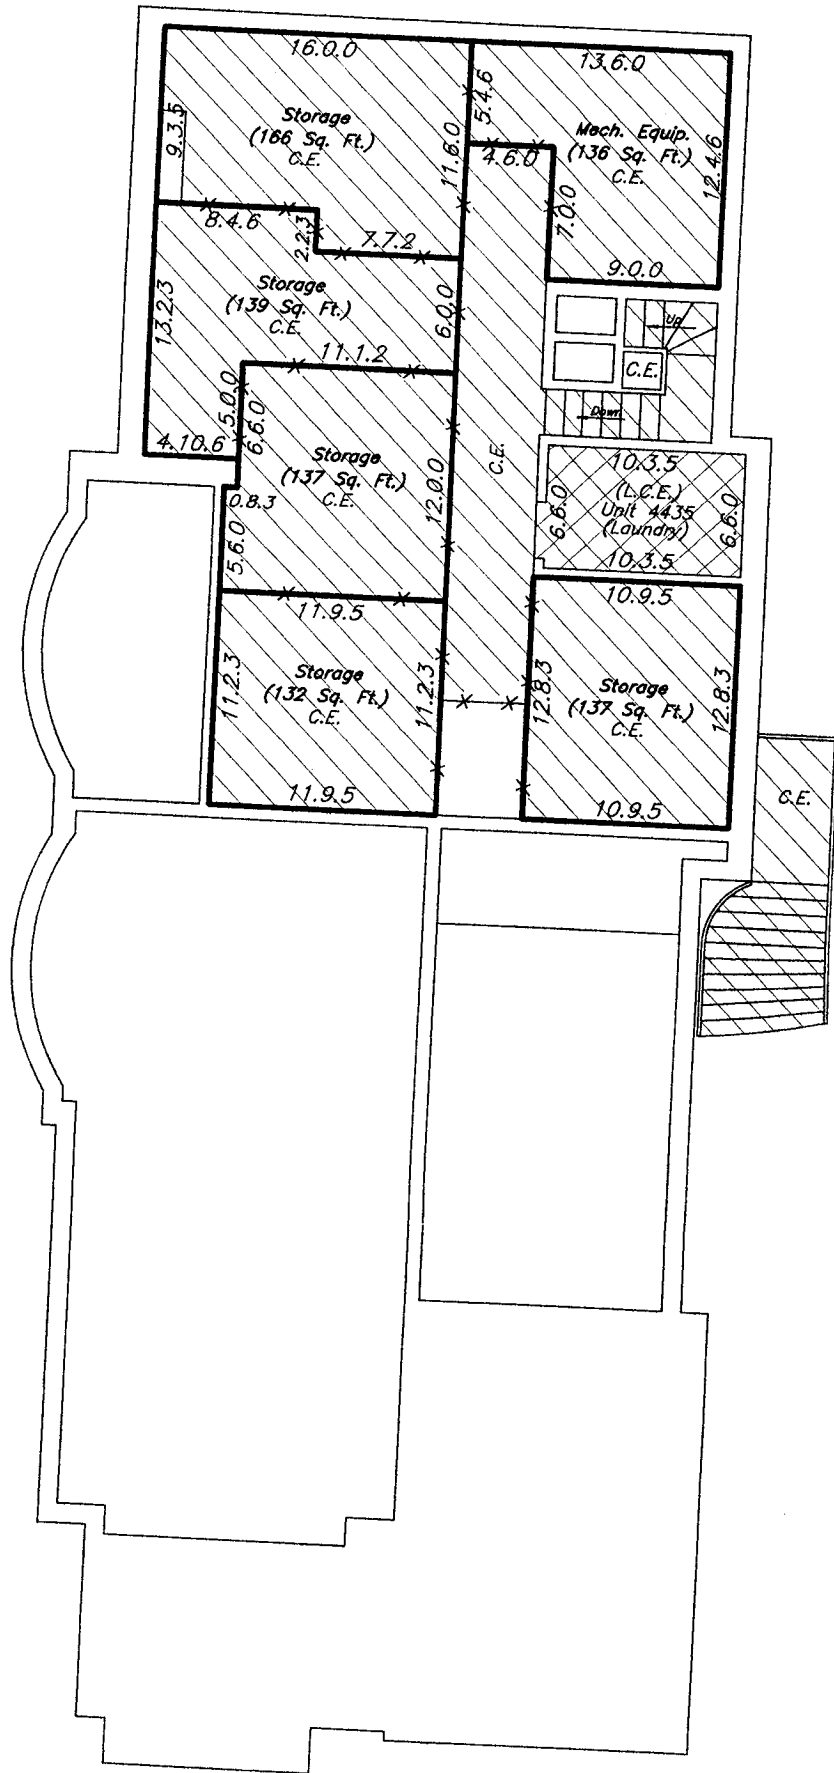 16.0.0
13.6.0
5.4.6
Storage
(166 Sq. Ft.)
C.E.
9.3.5
11.6.0
4.6.0
Mech. Equip.
(136 Sq. Ft.)
C.E.
12.4.6
8.4.6
2.2.3
7.7.2
7.0.0
9.0.0
Storage
(139 Sq. Ft.)
C.E.
13.2.3
6.0.0
11.1.2
Up
C.E.
Down
5.0.0
6.6.0
4.10.6
Storage
(137 Sq. Ft.)
C.E.
12.0.0
C.E.
0.8.3
5.6.0
10.3.5
(L.C.E.)
Unit 4435
(Laundry)
6.6.0
6.6.0
10.3.5
11.9.5
10.9.5
Storage
(132 Sq. Ft.)
C.E.
11.2.3
11.2.3
Storage
(137 Sq. Ft.)
C.E.
12.8.3
12.8.3
11.9.5
10.9.5
C.E.